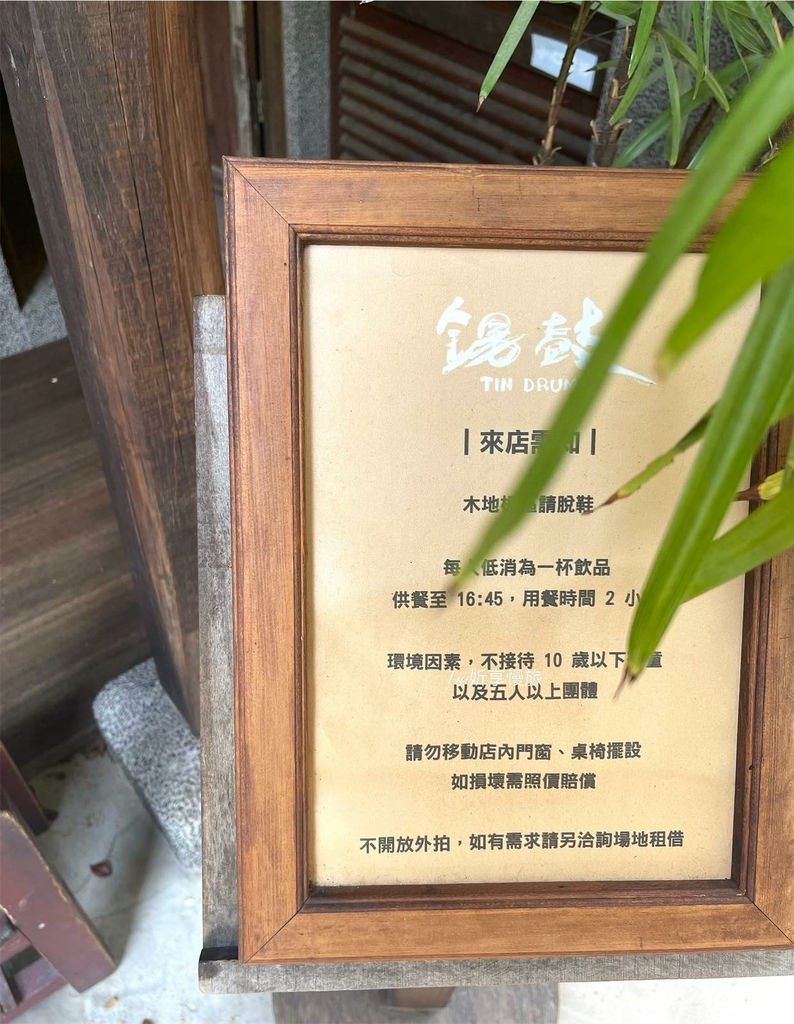 錫鼓
TIN DRUM
|來店需知|
木地板區請脫鞋
每人低消為一杯飲品
供餐至 16:45,用餐時間 2 小
環境因素,不接待 10 歲以下兒童
以及五人以上團體
請勿移動店內門窗、桌椅擺設
如損壞需照價賠償
不開放外拍,如有需求請另洽詢場地租借